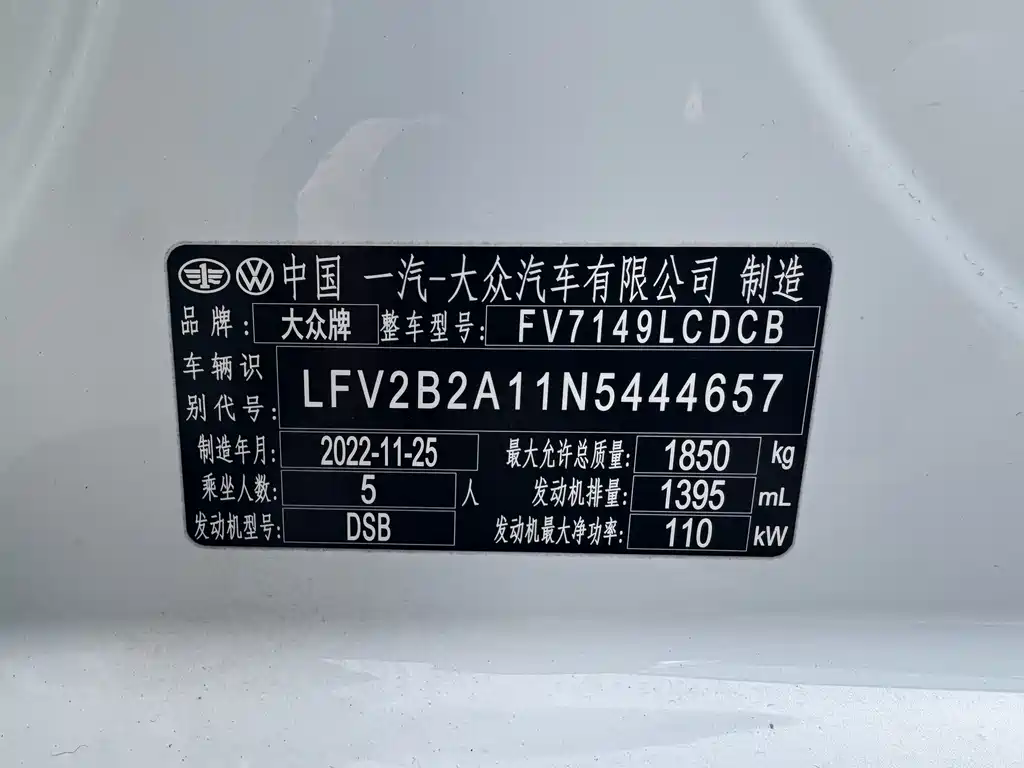 中国 一汽-大众汽车有限公司 制造
品牌: 大众牌 整车型号: FV7149LCDCB
车辆识
别代号: LFV2B2A11N5444657
制造年月: 2022-11-25 最大允许总质量: 1850 kg
乘坐人数: 5 人 发动机排量: 1395 mL
发动机型号: DSB 发动机最大净功率: 110 kW